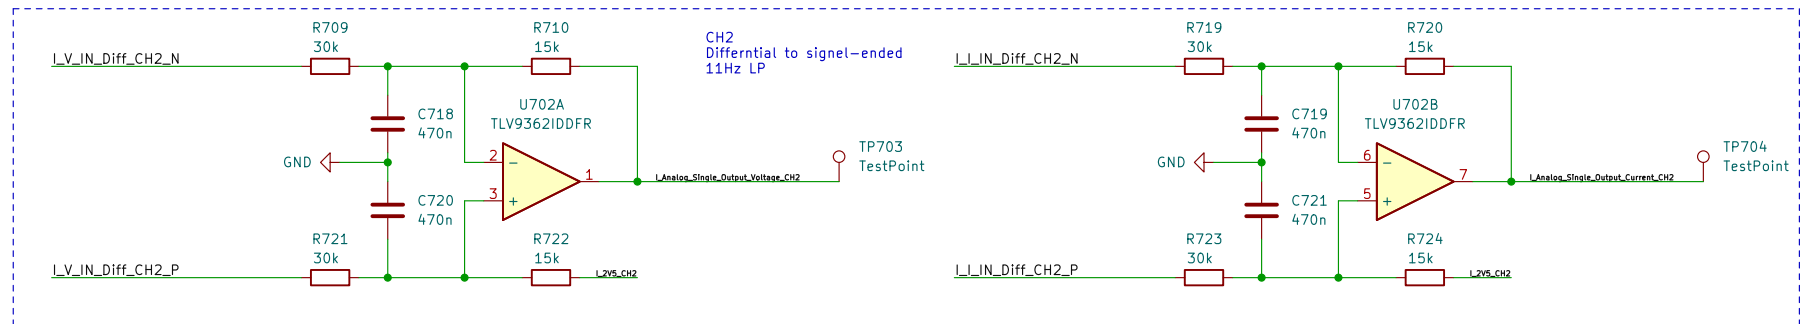 R709
30k
R710
15k
CH2
Differntial to signel-ended
11Hz LP
I_V_IN_Diff_CH2_N
C718
470n
U702A
TLV9362IDDFR
GND
2
-
3
+
1
I_Analog_Single_Output_Voltage_CH2
TP703
TestPoint
C720
470n
R721
30k
R722
15k
I_V_IN_Diff_CH2_P
I_2V5_CH2
R719
30k
R720
15k
I_I_IN_Diff_CH2_N
C719
470n
U702B
TLV9362IDDFR
GND
6
-
5
+
7
I_Analog_Single_Output_Current_CH2
TP704
TestPoint
C721
470n
R723
30k
R724
15k
I_I_IN_Diff_CH2_P
I_2V5_CH2